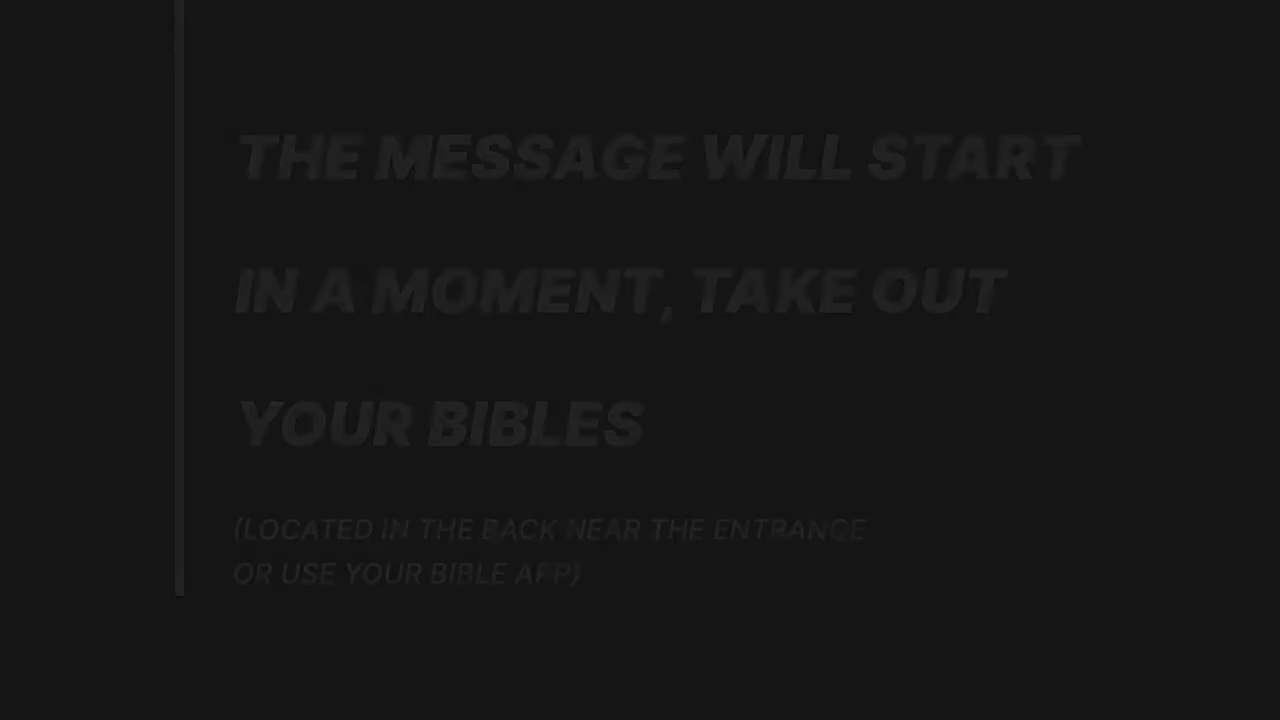 THE MESSAGE WILL START
IN A MOMENT, TAKE OUT
YOUR BIBLES
(LOCATED IN THE BACK NEAR THE ENTRANCE
OR USE YOUR BIBLE APP)